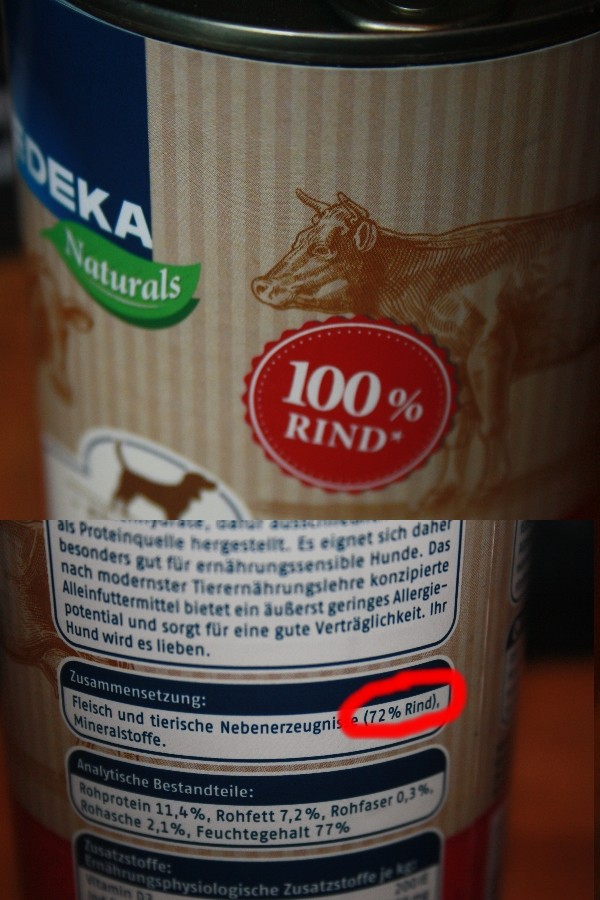 EDEKA
Naturals
100 %
RIND*
als Proteinquelle hergestellt. Es eignet sich daher
besonders gut für ernährungssensible Hunde. Das
nach modernster Tierernährungslehre konzipierte
Alleinfuttermittel bietet ein äußerst geringes Allergie-
potential und sorgt für eine gute Verträglichkeit. Ihr
Hund wird es lieben.
Zusammensetzung:
Fleisch und tierische Nebenerzeugnisse (72% Rind),
Mineralstoffe.
Analytische Bestandteile:
Rohprotein 11,4%, Rohfett 7,2%, Rohfaser 0,3%,
Rohasche 2,1%, Feuchtegehalt 77%
Zusatzstoffe:
Ernährungsphysiologische Zusatzstoffe je kg:
Vitamin D3